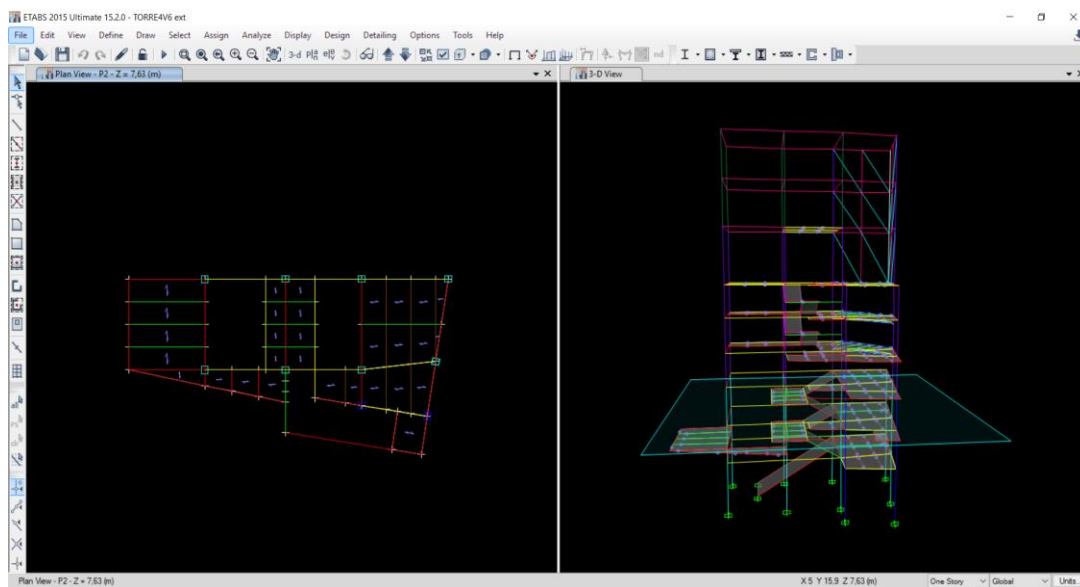 ETABS 2015 Ultimate 15.2.0 - TORRE4V6 ext
File Edit View Define Draw Select Assign Analyze Display Design Detailing Options Tools Help
3-d
nd
Plan View - P2 - Z = 7,63 (m)
3-D View
Plan View - P2 - Z = 7,63 (m)
X 5 Y 15.9 Z 7,63 (m)
One Story
Global
Units...